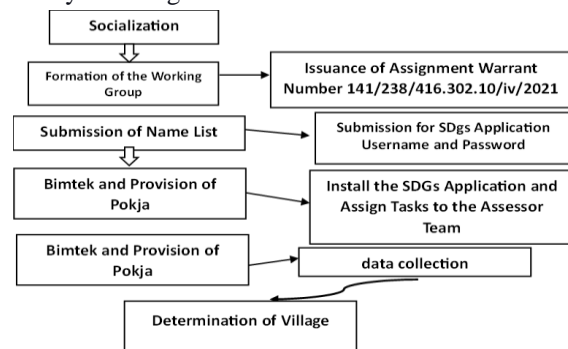 Socialization
Formation of the Working
Group
Issuance of Assignment Warrant
Number 141/238/416.302.10/iv/2021
Submission of Name List
Submission for SDgs Application
Username and Password
Bimtek and Provision of
Pokja
Install the SDGs Application and
Assign Tasks to the Assessor
Team
Bimtek and Provision of
Pokja
data collection
Determination of Village